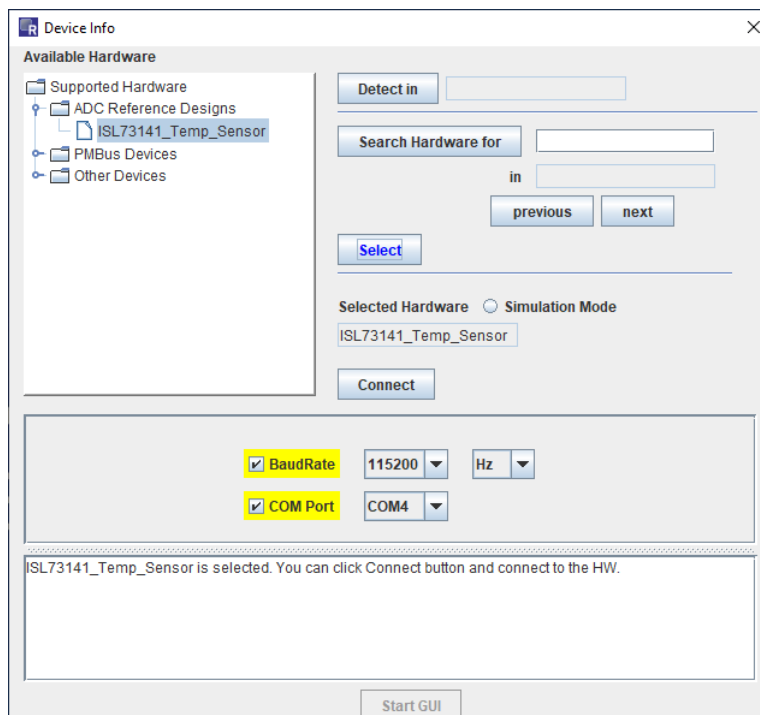 Device Info
Available Hardware
Supported Hardware
ADC Reference Designs
ISL73141_Temp_Sensor
PMBus Devices
Other Devices
Detect in
Search Hardware for
in
previous next
Select
Selected Hardware Simulation Mode
ISL73141_Temp_Sensor
Connect
BaudRate 115200 Hz
COM Port COM4
ISL73141_Temp_Sensor is selected. You can click Connect button and connect to the HW.
Start GUI